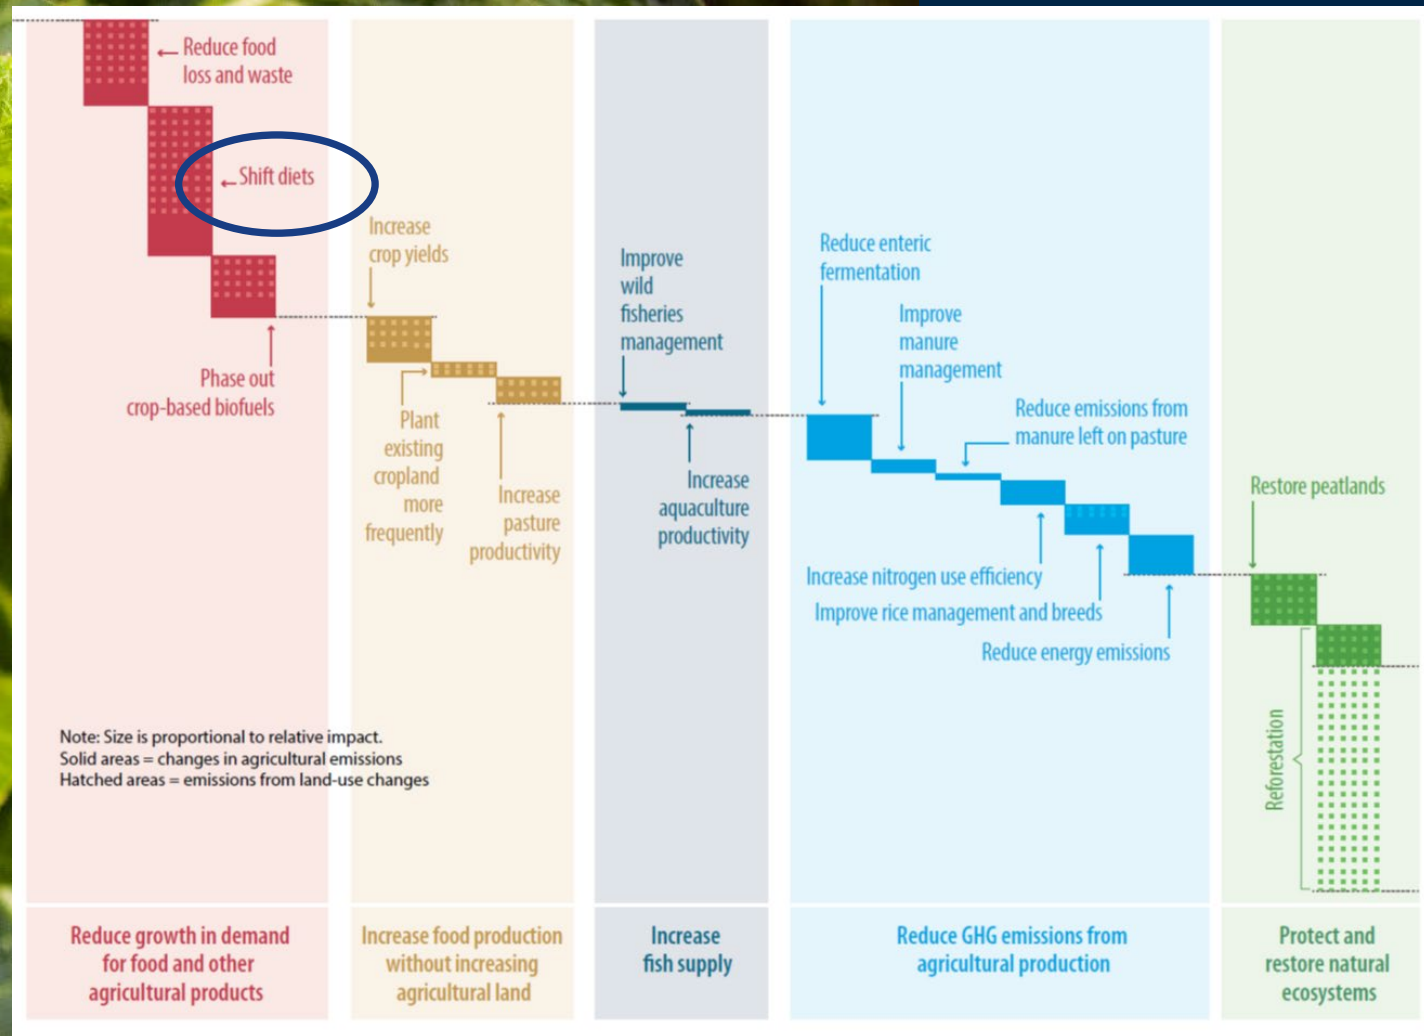 Reduce food
loss and waste
Shift diets
Phase out
crop-based biofuels
Increase
crop yields
Plant
existing
cropland
more
frequently
Increase
pasture
productivity
Improve
wild
fisheries
management
Increase
aquaculture
productivity
Reduce enteric
fermentation
Improve
manure
management
Reduce emissions from
manure left on pasture
Increase nitrogen use efficiency
Improve rice management and breeds
Reduce energy emissions
Restore peatlands
Reforestation
Note: Size is proportional to relative impact.
Solid areas = changes in agricultural emissions
Hatched areas = emissions from land-use changes
Reduce growth in demand
for food and other
agricultural products
Increase food production
without increasing
agricultural land
Increase
fish supply
Reduce GHG emissions from
agricultural production
Protect and
restore natural
ecosystems